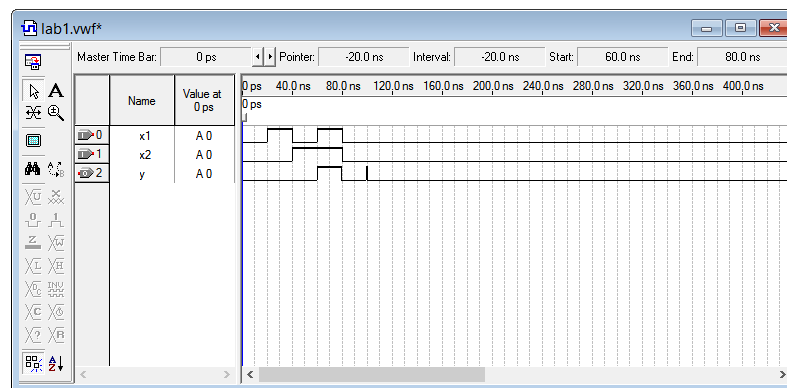 lab1.vwf*
Master Time Bar: 0 ps Pointer: -20.0 ns Interval: -20.0 ns Start: 60.0 ns End: 80.0 ns
A
Name Value at 0 ps
0 ps 40.0 ns 80.0 ns 120.0 ns 160.0 ns 200.0 ns 240.0 ns 280.0 ns 320.0 ns 360.0 ns 400.0 ns
0 ps
0 x1 A 0
1 x2 A 0
2 y A 0